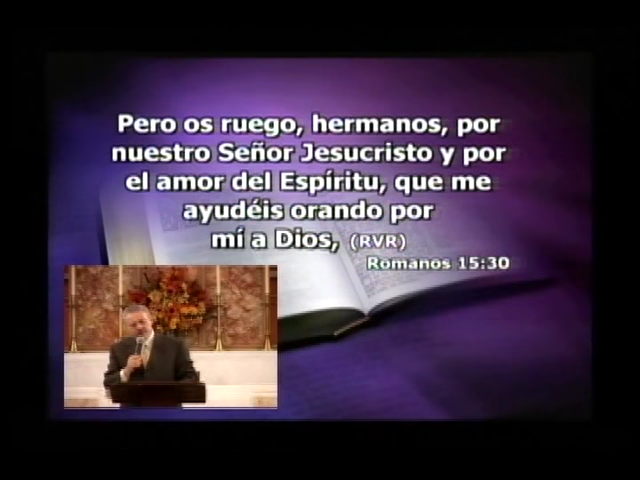 Pero os ruego, hermanos, por
nuestro Señor Jesucristo y por
el amor del Espíritu, que me
ayudéis orando por
mí a Dios, (RVR)
Romanos 15:30